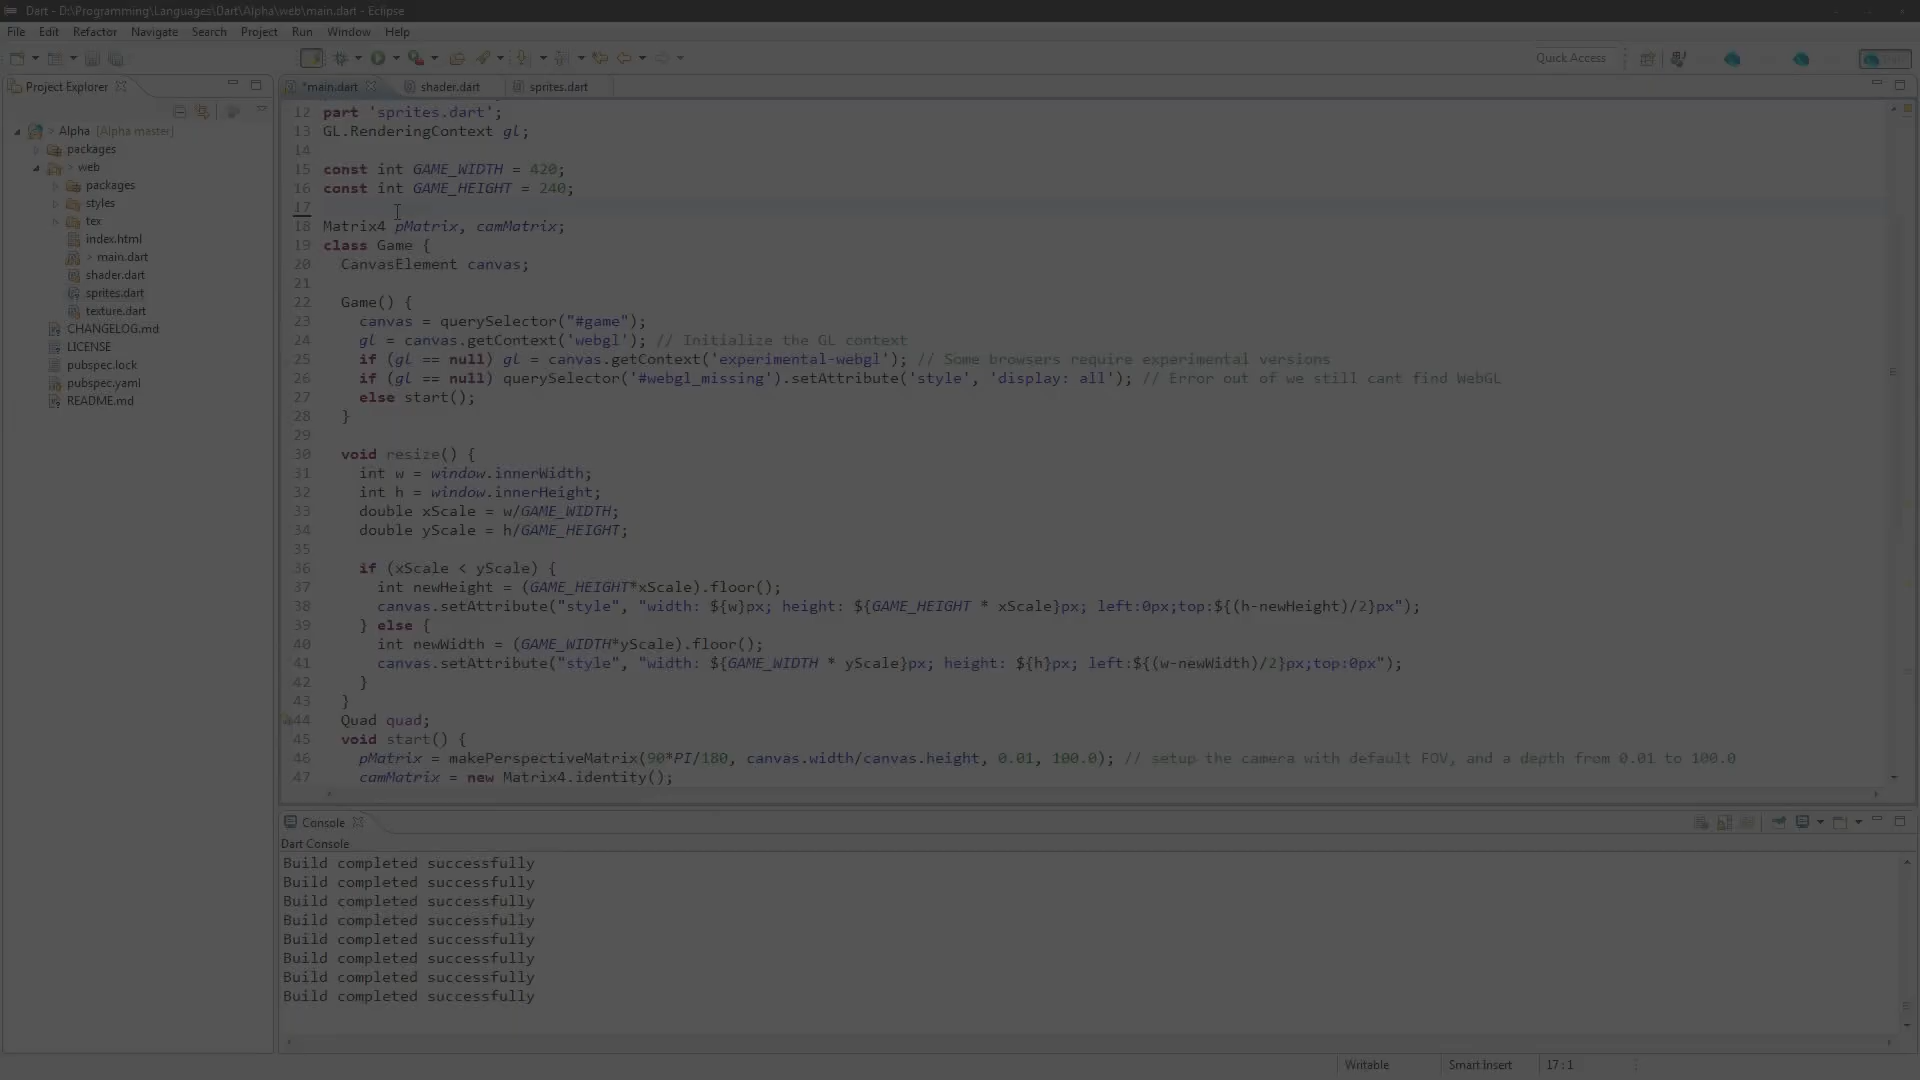 Dart - D:\Programming\Languages\Dart\Alpha\web\main.dart - Eclipse
File Edit Refactor Navigate Search Project Run Window Help
Quick Access
Project Explorer
*main.dart
shader.dart
sprites.dart
> Alpha [Alpha master]
packages
> web
packages
styles
tex
index.html
> main.dart
shader.dart
sprites.dart
texture.dart
CHANGELOG.md
LICENSE
pubspec.lock
pubspec.yaml
README.md
12 part 'sprites.dart';
13 GL.RenderingContext gl;
14
15 const int GAME_WIDTH = 420;
16 const int GAME_HEIGHT = 240;
17
18 Matrix4 pMatrix, camMatrix;
19 class Game {
20 CanvasElement canvas;
21
22 Game() {
23 canvas = querySelector("#game");
24 gl = canvas.getContext('webgl'); // Initialize the GL context
25 if (gl == null) gl = canvas.getContext('experimental-webgl'); // Some browsers require experimental versions
26 if (gl == null) querySelector('#webgl_missing').setAttribute('style', 'display: all'); // Error out of we still cant find WebGL
27 else start();
28 }
29
30 void resize() {
31 int w = window.innerWidth;
32 int h = window.innerHeight;
33 double xScale = w/GAME_WIDTH;
34 double yScale = h/GAME_HEIGHT;
35
36 if (xScale < yScale) {
37 int newHeight = (GAME_HEIGHT*xScale).floor();
38 canvas.setAttribute("style", "width: ${w}px; height: ${GAME_HEIGHT * xScale}px; left:0px;top:${(h-newHeight)/2}px");
39 } else {
40 int newWidth = (GAME_WIDTH*yScale).floor();
41 canvas.setAttribute("style", "width: ${GAME_WIDTH * yScale}px; height: ${h}px; left:${(w-newWidth)/2}px;top:0px");
42 }
43 }
44 Quad quad;
45 void start() {
46 pMatrix = makePerspectiveMatrix(90*PI/180, canvas.width/canvas.height, 0.01, 100.0); // setup the camera with default FOV, and a depth from 0.01 to 100.0
47 camMatrix = new Matrix4.identity();
Console
Dart Console
Build completed successfully
Build completed successfully
Build completed successfully
Build completed successfully
Build completed successfully
Build completed successfully
Build completed successfully
Build completed successfully
Writable Smart Insert 17 : 1